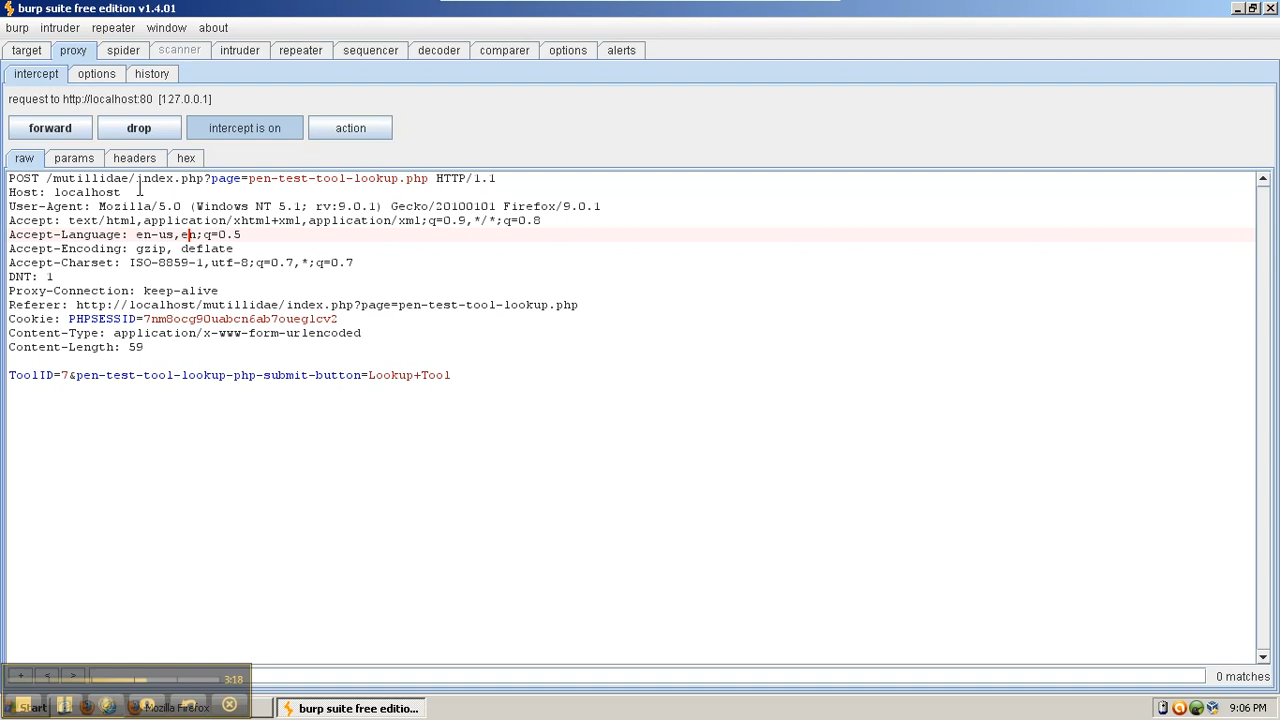 burp suite free edition v1.4.01
burp intruder repeater window about
target proxy spider scanner intruder repeater sequencer decoder comparer options alerts
intercept options history
request to http://localhost:80 [127.0.0.1]
forward drop intercept is on action
raw params headers hex
POST /mutillidae/index.php?page=pen-test-tool-lookup.php HTTP/1.1
Host: localhost
User-Agent: Mozilla/5.0 (Windows NT 5.1; rv:9.0.1) Gecko/20100101 Firefox/9.0.1
Accept: text/html,application/xhtml+xml,application/xml;q=0.9,*/*;q=0.8
Accept-Language: en-us,en;q=0.5
Accept-Encoding: gzip, deflate
Accept-Charset: ISO-8859-1,utf-8;q=0.7,*;q=0.7
DNT: 1
Proxy-Connection: keep-alive
Referer: http://localhost/mutillidae/index.php?page=pen-test-tool-lookup.php
Cookie: PHPSESSID=7nm8ocg90uabcn6ab7oueglcv2
Content-Type: application/x-www-form-urlencoded
Content-Length: 59
ToolID=7&pen-test-tool-lookup-php-submit-button=Lookup+Tool
+ < > 3:18 0 matches
Start Mozilla Firefox burp suite free editio... 9:06 PM